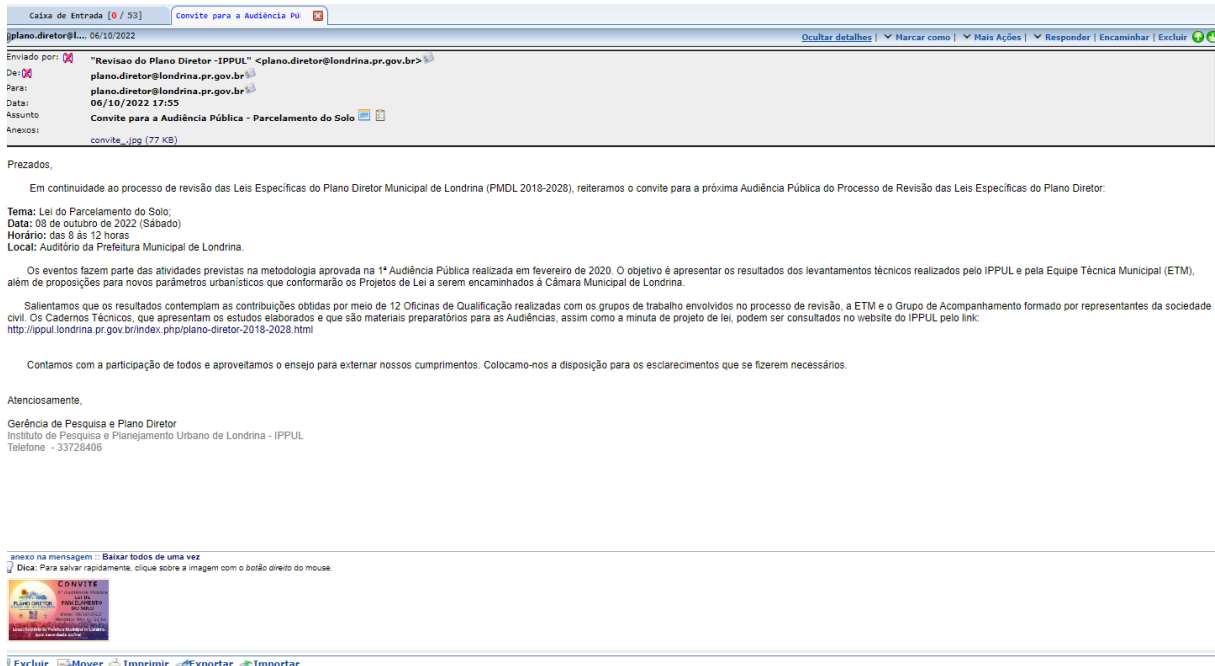 Caixa de Entrada [0 / 53] Convite para a Audiência Pú
plano.diretor@l..., 06/10/2022 Ocultar detalhes | Marcar como | Mais Ações | Responder | Encaminhar | Excluir
Enviado por: "Revisao do Plano Diretor -IPPUL" <plano.diretor@londrina.pr.gov.br>
De: plano.diretor@londrina.pr.gov.br
Para: plano.diretor@londrina.pr.gov.br
Data: 06/10/2022 17:55
Assunto Convite para a Audiência Pública - Parcelamento do Solo
Anexos:
convite_.jpg (77 KB)
Prezados,
Em continuidade ao processo de revisão das Leis Específicas do Plano Diretor Municipal de Londrina (PMDL 2018-2028), reiteramos o convite para a próxima Audiência Pública do Processo de Revisão das Leis Específicas do Plano Diretor:
Tema: Lei do Parcelamento do Solo;
Data: 08 de outubro de 2022 (Sábado)
Horário: das 8 às 12 horas
Local: Auditório da Prefeitura Municipal de Londrina.
Os eventos fazem parte das atividades previstas na metodologia aprovada na 1ª Audiência Pública realizada em fevereiro de 2020. O objetivo é apresentar os resultados dos levantamentos técnicos realizados pelo IPPUL e pela Equipe Técnica Municipal (ETM),
além de proposições para novos parâmetros urbanísticos que conformarão os Projetos de Lei a serem encaminhados à Câmara Municipal de Londrina.
Salientamos que os resultados contemplam as contribuições obtidas por meio de 12 Oficinas de Qualificação realizadas com os grupos de trabalho envolvidos no processo de revisão, a ETM e o Grupo de Acompanhamento formado por representantes da sociedade
civil. Os Cadernos Técnicos, que apresentam os estudos elaborados e que são materiais preparatórios para as Audiências, assim como a minuta de projeto de lei, podem ser consultados no website do IPPUL pelo link:
http://ippul.londrina.pr.gov.br/index.php/plano-diretor-2018-2028.html
Contamos com a participação de todos e aproveitamos o ensejo para externar nossos cumprimentos. Colocamo-nos a disposição para os esclarecimentos que se fizerem necessários.
Atenciosamente,
Gerência de Pesquisa e Plano Diretor
Instituto de Pesquisa e Planejamento Urbano de Londrina - IPPUL
Telefone - 33728406
anexo na mensagem :: Baixar todos de uma vez
Dica: Para salvar rapidamente, clique sobre a imagem com o botão direito do mouse.
CONVITE
LEI DE
PARCELAMENTO
DO SOLO
PLANO DIRETOR
Excluir Mover Imprimir Exportar Importar